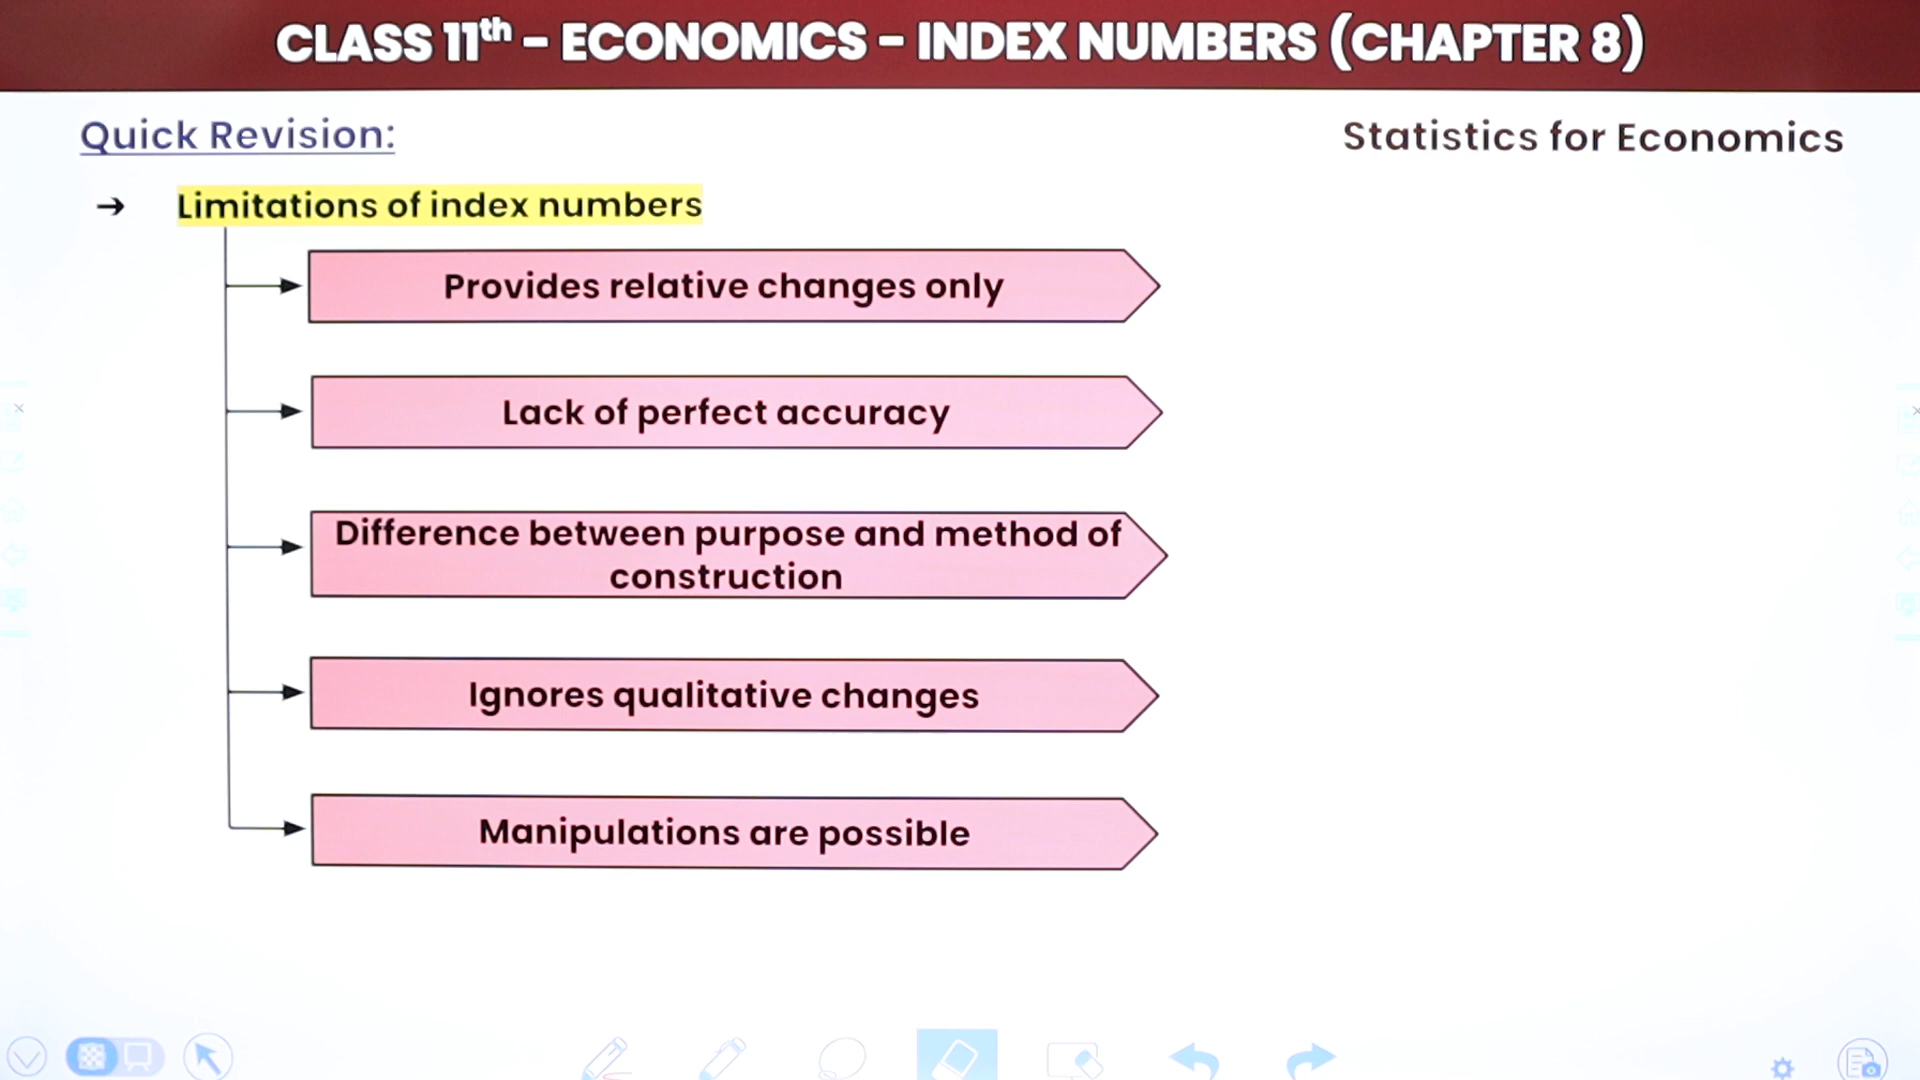 CLASS 11th - ECONOMICS - INDEX NUMBERS (CHAPTER 8)
Quick Revision:
Statistics for Economics
→ Limitations of index numbers
Provides relative changes only
Lack of perfect accuracy
Difference between purpose and method of
construction
Ignores qualitative changes
Manipulations are possible